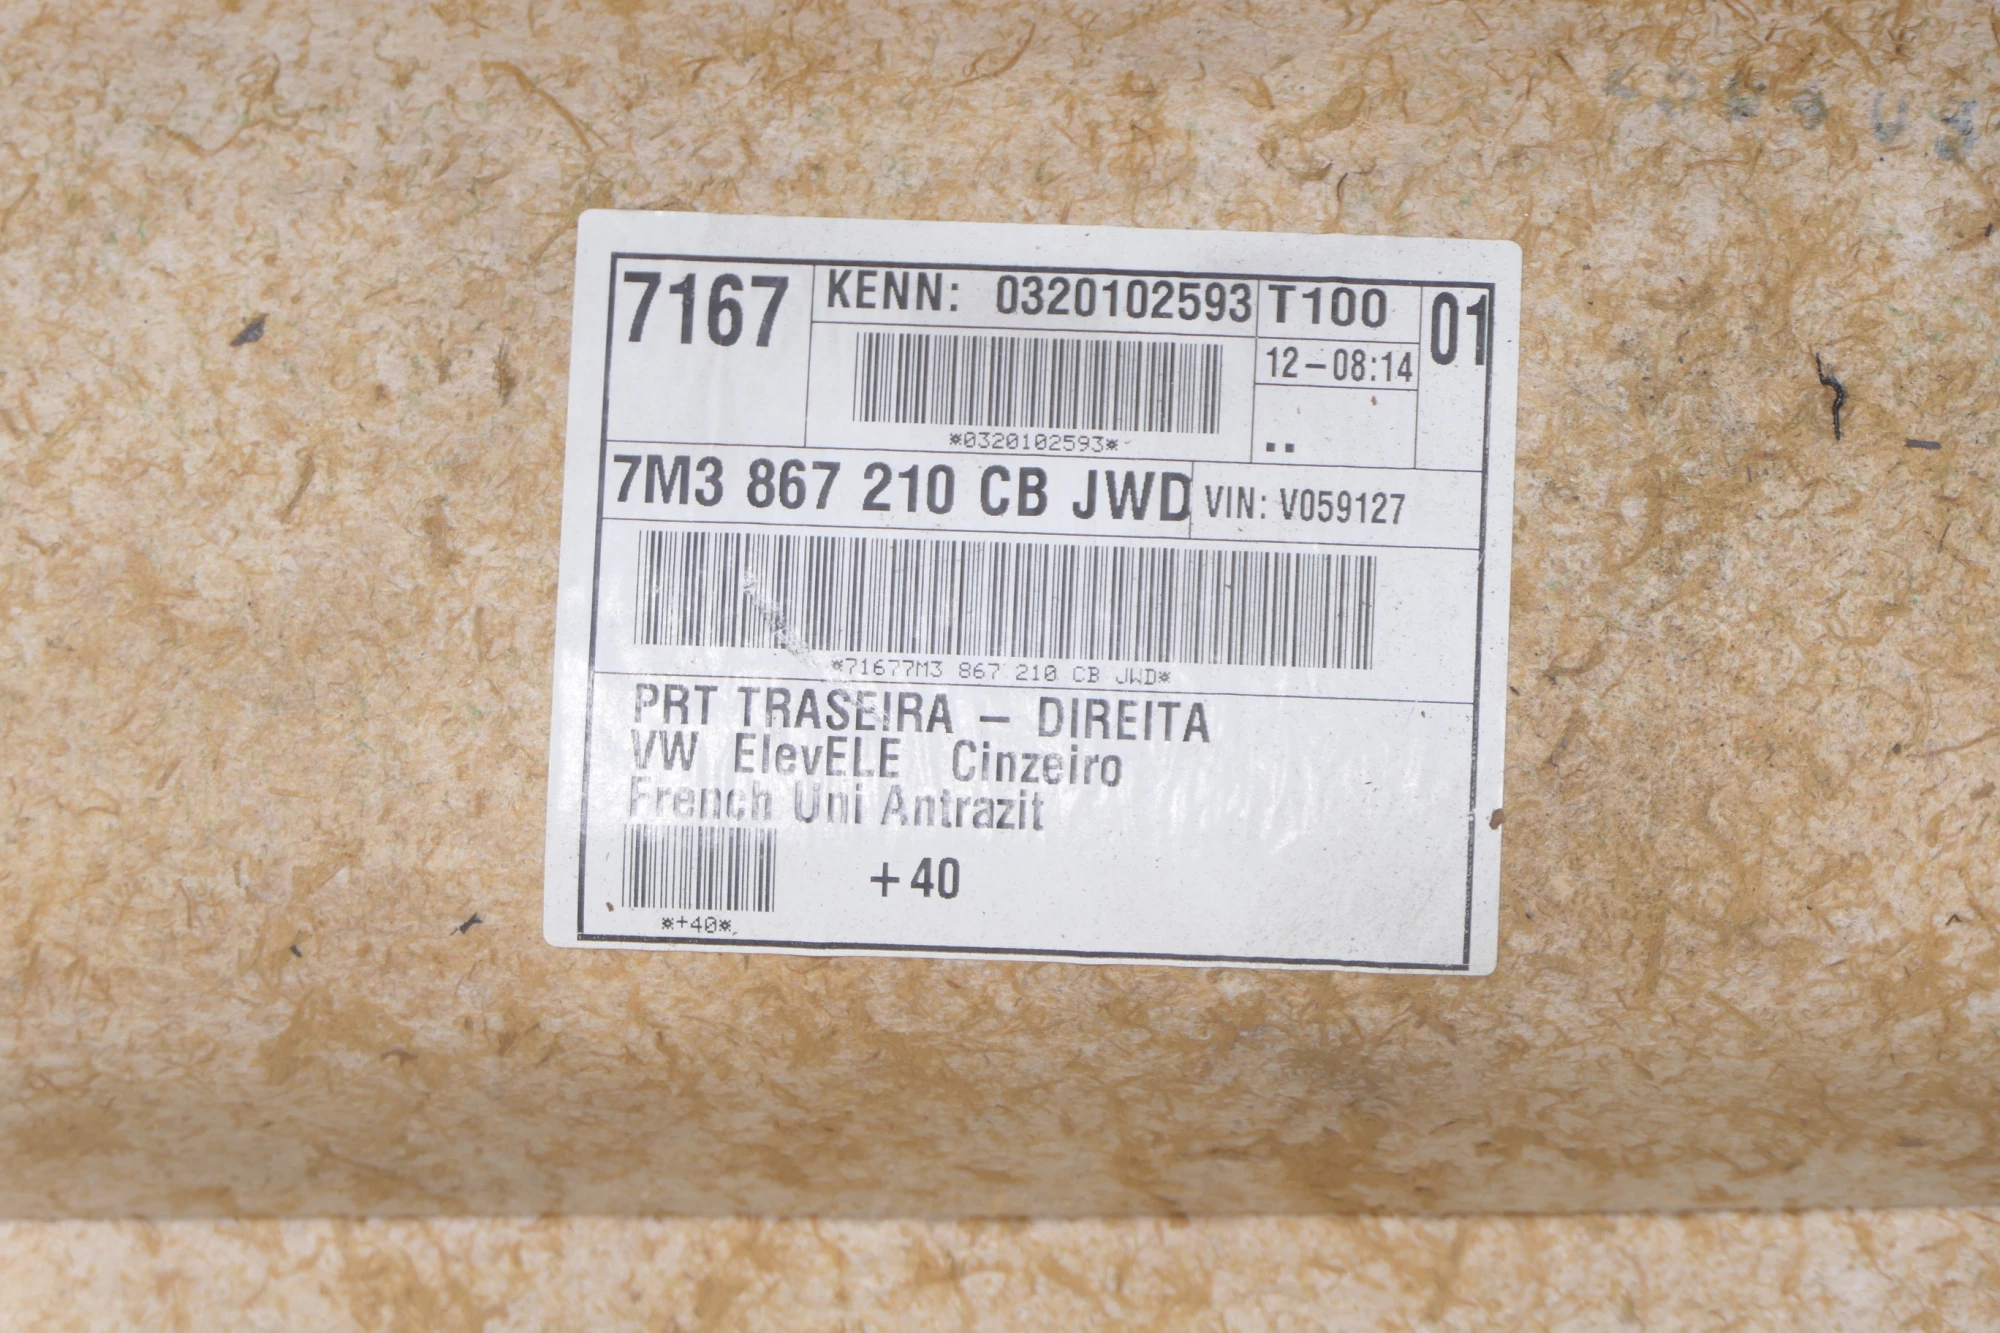 7167
KENN: 0320102593
T100
01
12-08:14
*0320102593*
..
7M3 867 210 CB JWD
VIN: V059127
*71677M3 867 210 CB JWD*
PRT TRASEIRA – DIREITA
VW ElevELE Cinzeiro
French Uni Antrazit
+40
*+40*